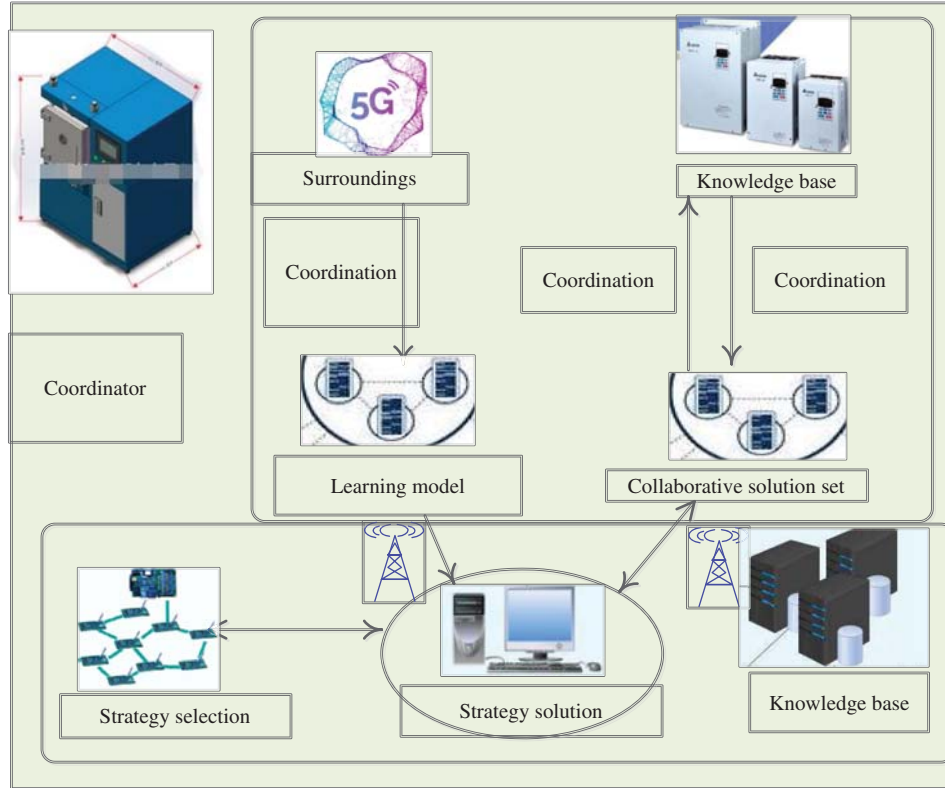 5G
Surroundings
Knowledge base
Coordination
Coordination
Coordination
Coordinator
Learning model
Collaborative solution set
Strategy selection
Strategy solution
Knowledge base